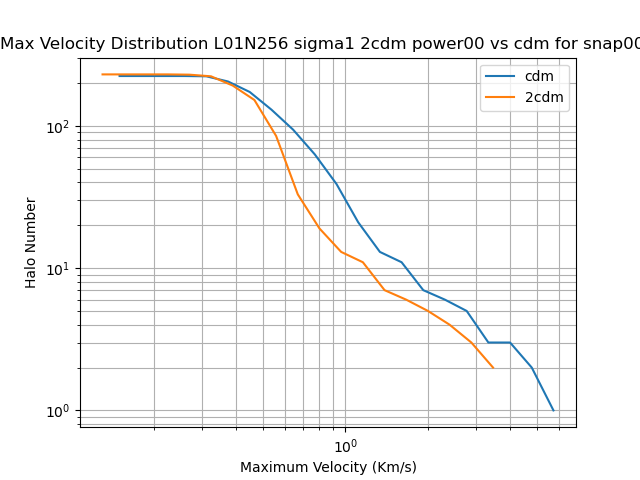 Max Velocity Distribution L01N256 sigma1 2cdm power00 vs cdm for snap00
cdm
2cdm
10²
10¹
10⁰
Halo Number
10⁰
Maximum Velocity (Km/s)